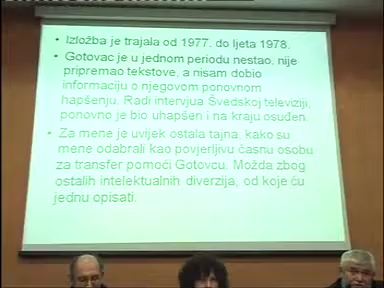 • Izložba je trajala od 1977. do ljeta 1978.
• Gotovac je u jednom periodu nestao, nije
pripremao tekstove, a nisam dobio
informaciju o njegovom ponovnom
hapšenju. Radi intervjua Švedskoj televiziji,
ponovno je bio uhapšen i na kraju osuđen.
• Za mene je uvijek ostala tajna, kako su
mene odabrali kao povjerljivu časnu osobu
za transfer pomoći Gotovcu. Možda zbog
ostalih intelektualnih diverzija, od koje ću
jednu opisati.